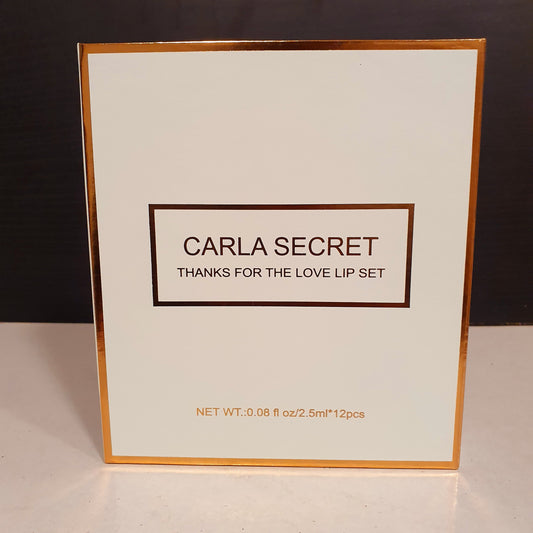 CARLA SECRET
THANKS FOR THE LOVE LIP SET
NET WT.:0.08 fl oz/2.5ml*12pcs